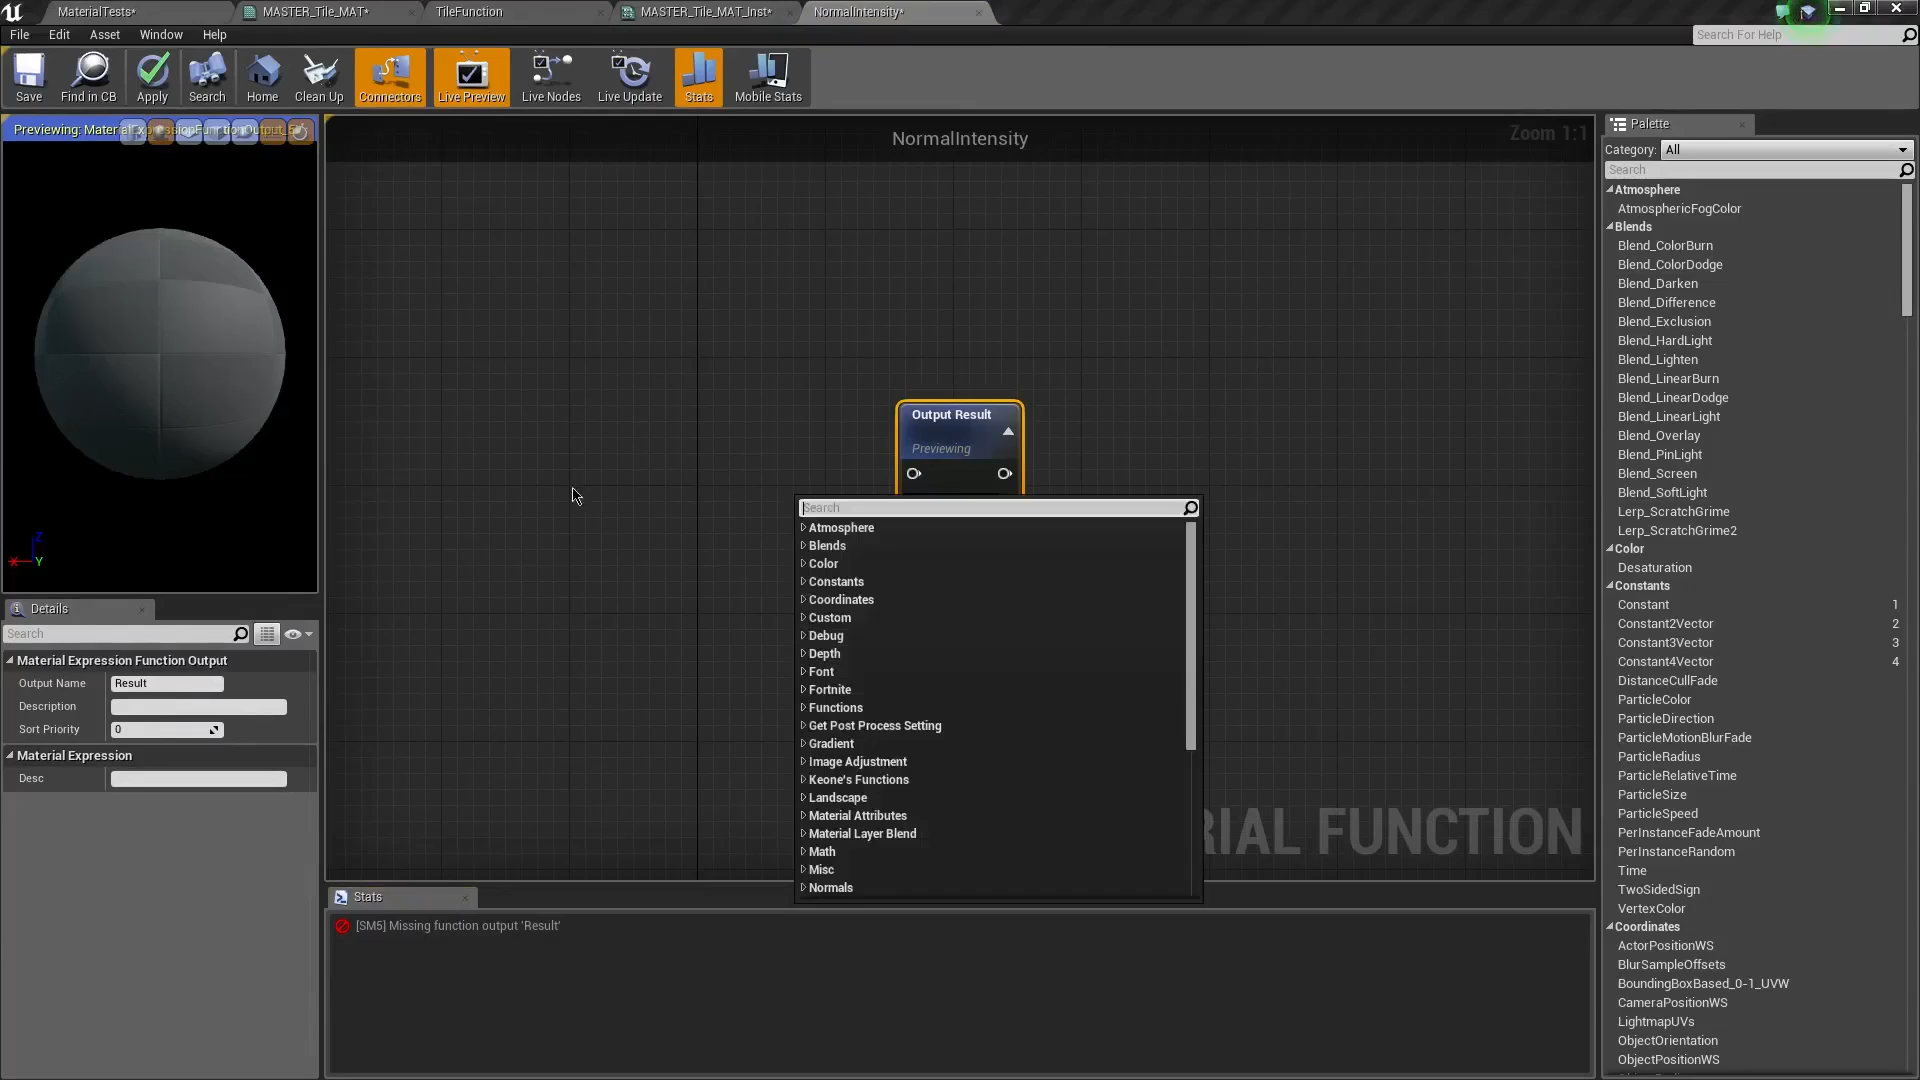 MaterialTests*
MASTER_Tile_MAT*
TileFunction
MASTER_Tile_MAT_Inst*
NormalIntensity*
File
Edit
Asset
Window
Help
Search For Help
Save
Find in CB
Apply
Search
Home
Clean Up
Connectors
Live Preview
Live Nodes
Live Update
Stats
Mobile Stats
NormalIntensity
Zoom 1:1
Z
X
Y
Details
Search
Material Expression Function Output
Output Name
Result
Description
Sort Priority
0
Material Expression
Desc
Output Result
Previewing
Search
Atmosphere
Blends
Color
Constants
Coordinates
Custom
Debug
Depth
Font
Fortnite
Functions
Get Post Process Setting
Gradient
Image Adjustment
Keone's Functions
Landscape
Material Attributes
Material Layer Blend
Math
Misc
Normals
RIAL FUNCTION
Stats
[SM5] Missing function output 'Result'
Palette
Category:
All
Search
Atmosphere
AtmosphericFogColor
Blends
Blend_ColorBurn
Blend_ColorDodge
Blend_Darken
Blend_Difference
Blend_Exclusion
Blend_HardLight
Blend_Lighten
Blend_LinearBurn
Blend_LinearDodge
Blend_LinearLight
Blend_Overlay
Blend_PinLight
Blend_Screen
Blend_SoftLight
Lerp_ScratchGrime
Lerp_ScratchGrime2
Color
Desaturation
Constants
Constant 1
Constant2Vector 2
Constant3Vector 3
Constant4Vector 4
DistanceCullFade
ParticleColor
ParticleDirection
ParticleMotionBlurFade
ParticleRadius
ParticleRelativeTime
ParticleSize
ParticleSpeed
PerInstanceFadeAmount
PerInstanceRandom
Time
TwoSidedSign
VertexColor
Coordinates
ActorPositionWS
BlurSampleOffsets
BoundingBoxBased_0-1_UVW
CameraPositionWS
LightmapUVs
ObjectOrientation
ObjectPositionWS